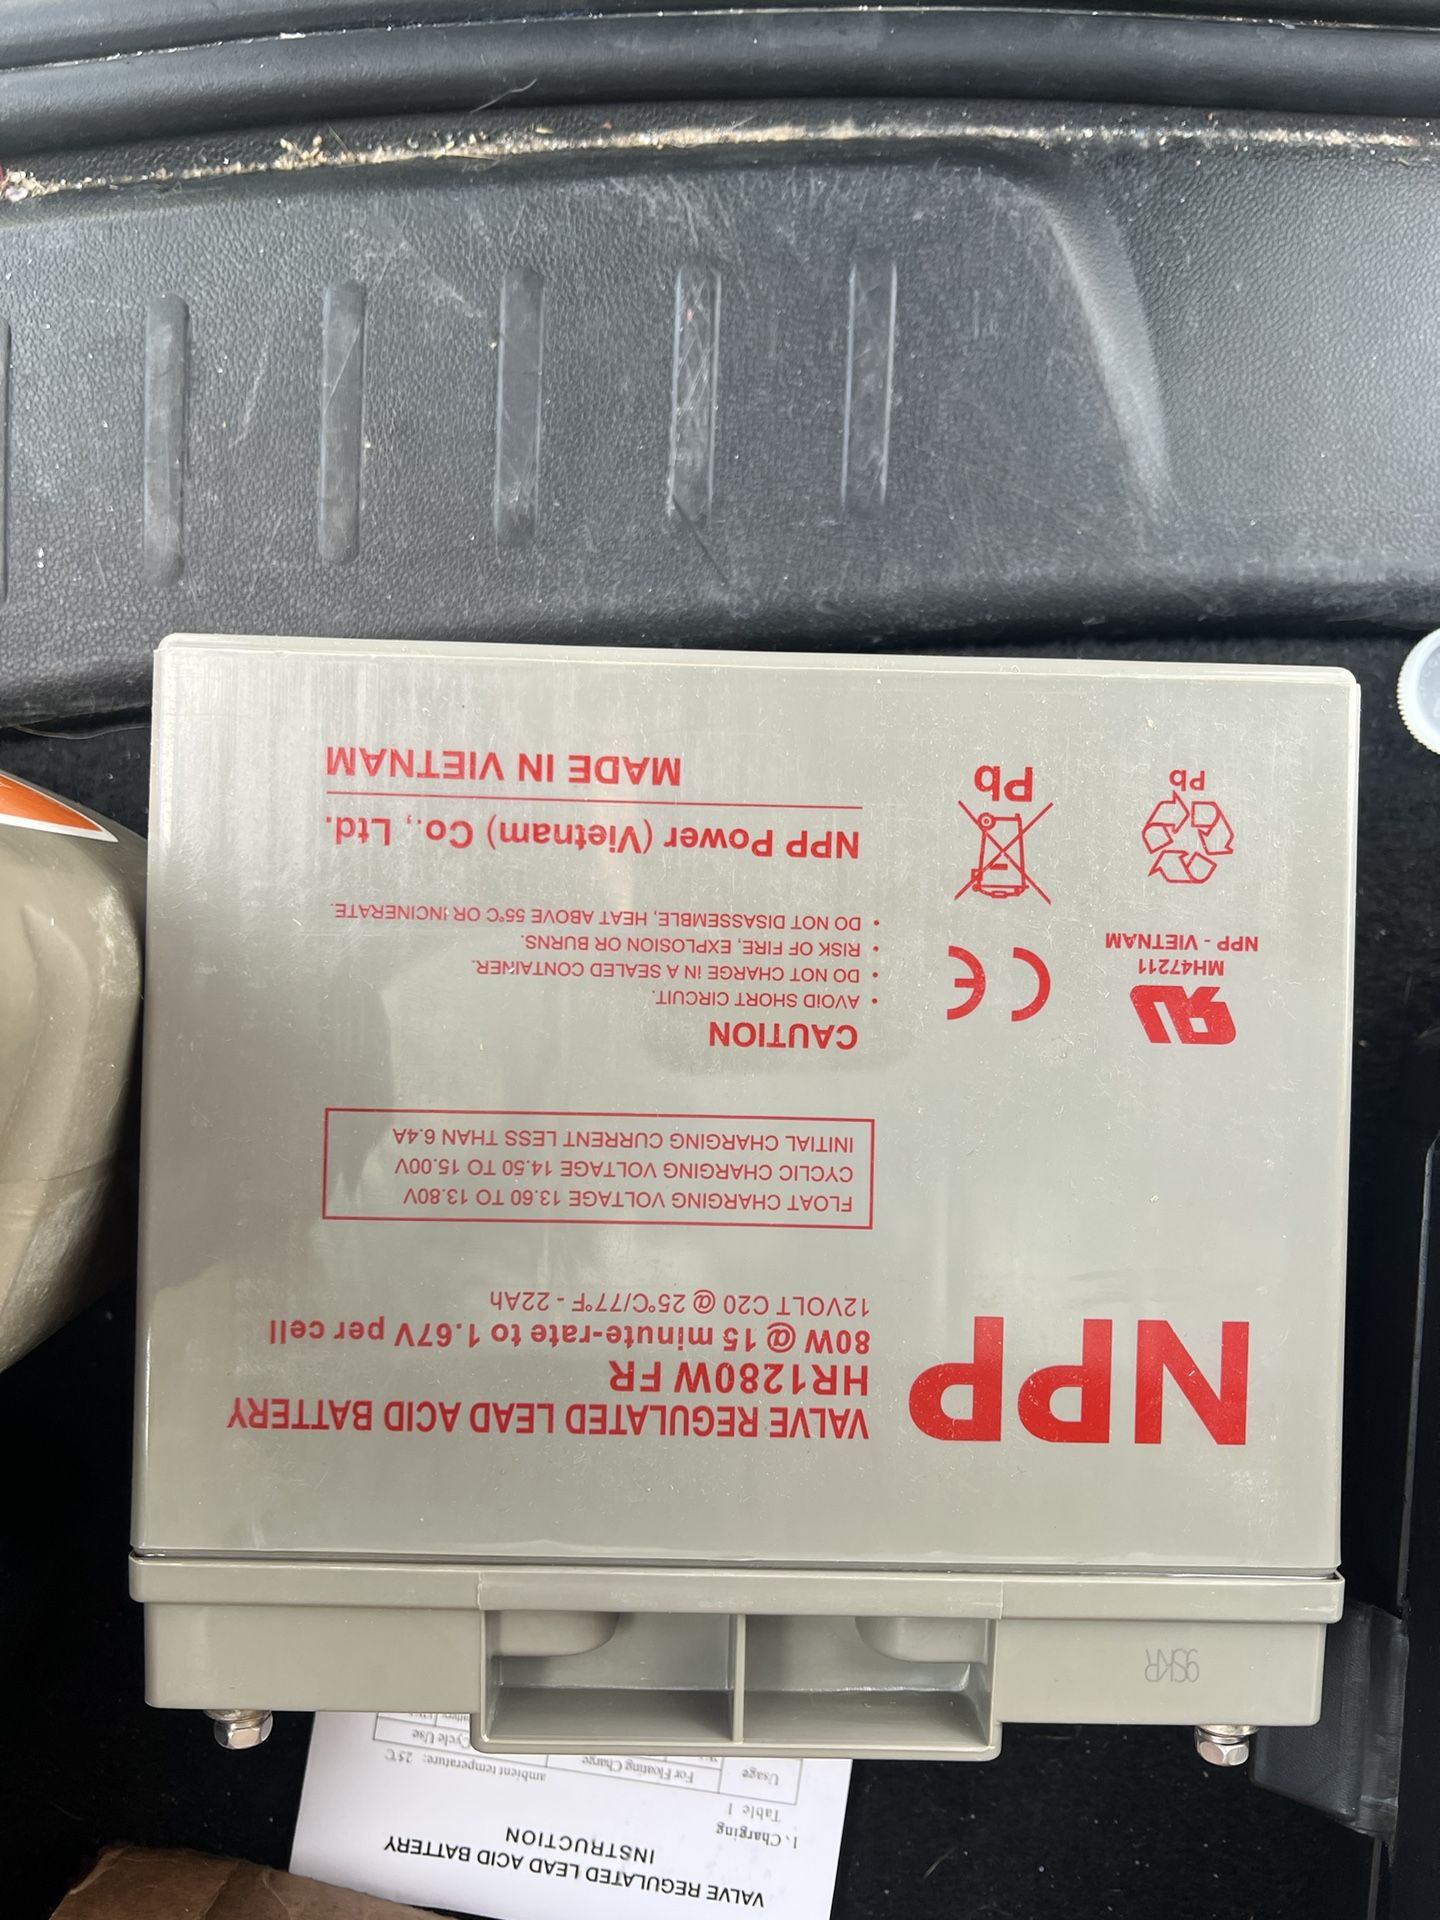 NPP
VALVE REGULATED LEAD ACID BATTERY
HR1280W FR
80W @ 15 minute-rate to 1.67V per cell
12VOLT C20 @ 25°C/77°F - 22Ah
FLOAT CHARGING VOLTAGE 13.60 TO 13.80V
CYCLIC CHARGING VOLTAGE 14.50 TO 15.00V
INITIAL CHARGING CURRENT LESS THAN 6.4A
CAUTION
• AVOID SHORT CIRCUIT.
• DO NOT CHARGE IN A SEALED CONTAINER.
• RISK OF FIRE, EXPLOSION OR BURNS.
• DO NOT DISASSEMBLE, HEAT ABOVE 55°C OR INCINERATE.
NPP Power (Vietnam) Co., Ltd.
MADE IN VIETNAM
MH47211
NPP - VIETNAM
CE
Pb
Pb
VALVE REGULATED LEAD ACID BATTERY
INSTRUCTION
1. Charging
Table 1
ambient temperature: 25℃
Usage
For Floating Charge
Cycle Use